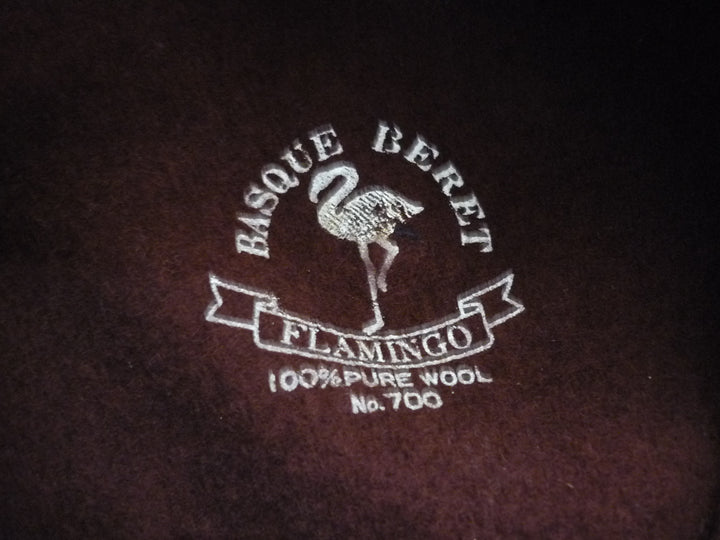 BASQUE BERET
FLAMINGO
100% PURE WOOL
No. 700